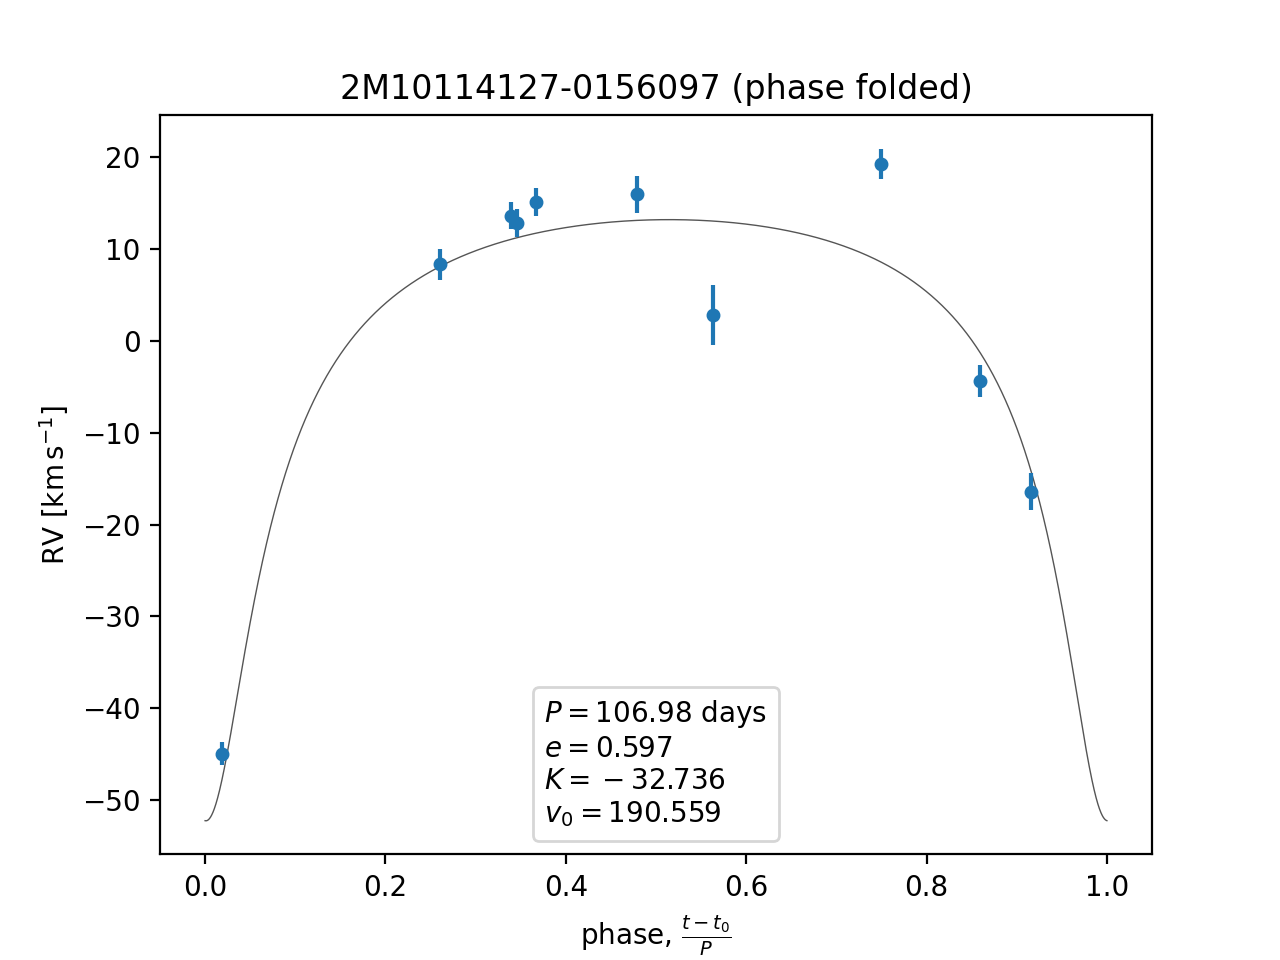 2M10114127-0156097 (phase folded)
20
10
0
−10
−20
−30
−40
−50
RV [km s⁻¹]
P = 106.98 days
e = 0.597
K = − 32.736
v₀ = 190.559
0.0 0.2 0.4 0.6 0.8 1.0
phase, (t − t₀)/P